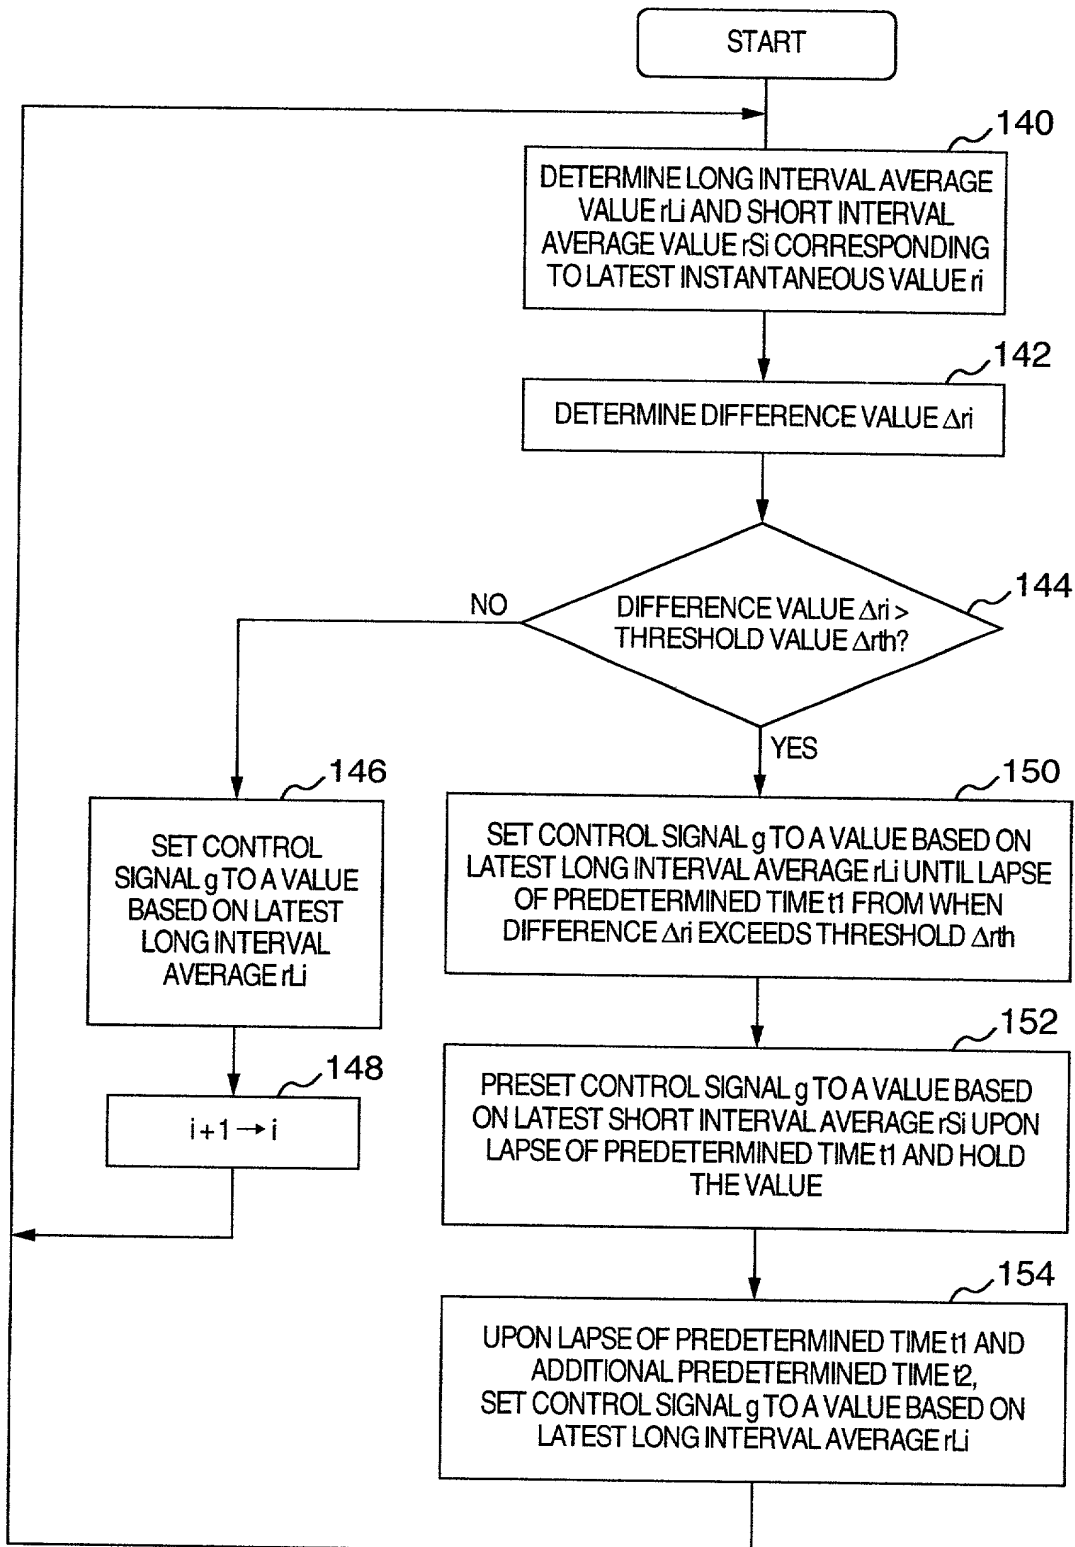 START
140
DETERMINE LONG INTERVAL AVERAGE
VALUE rLi AND SHORT INTERVAL
AVERAGE VALUE rSi CORRESPONDING
TO LATEST INSTANTANEOUS VALUE ri
142
DETERMINE DIFFERENCE VALUE Δri
144
NO
DIFFERENCE VALUE Δri >
THRESHOLD VALUE Δrth?
YES
146
SET CONTROL
SIGNAL g TO A VALUE
BASED ON LATEST
LONG INTERVAL
AVERAGE rLi
148
i+1 → i
150
SET CONTROL SIGNAL g TO A VALUE BASED ON
LATEST LONG INTERVAL AVERAGE rLi UNTIL LAPSE
OF PREDETERMINED TIME t1 FROM WHEN
DIFFERENCE Δri EXCEEDS THRESHOLD Δrth
152
PRESET CONTROL SIGNAL g TO A VALUE BASED
ON LATEST SHORT INTERVAL AVERAGE rSi UPON
LAPSE OF PREDETERMINED TIME t1 AND HOLD
THE VALUE
154
UPON LAPSE OF PREDETERMINED TIME t1 AND
ADDITIONAL PREDETERMINED TIME t2,
SET CONTROL SIGNAL g TO A VALUE BASED ON
LATEST LONG INTERVAL AVERAGE rLi